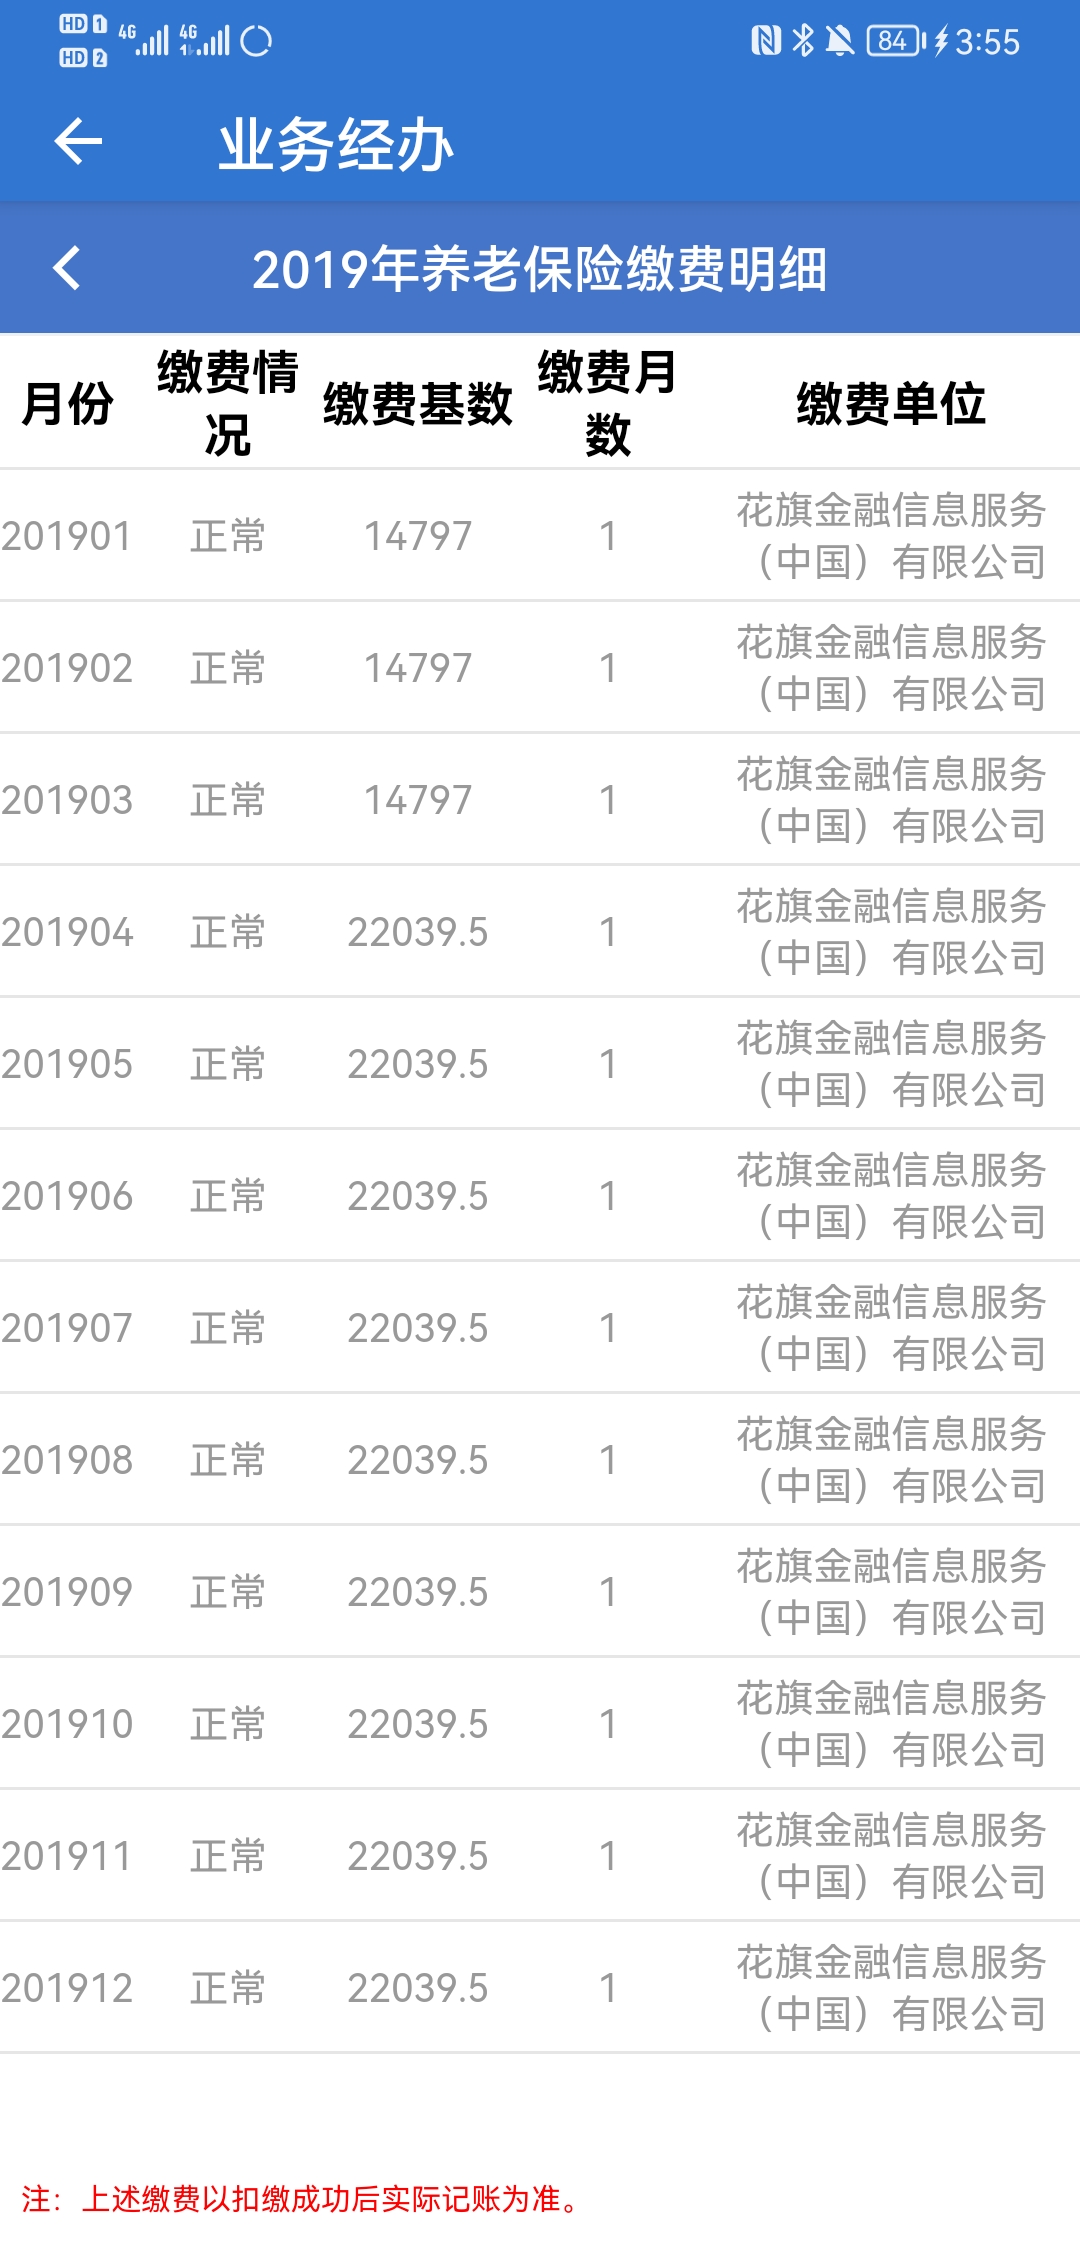 HD 1 4G 4G 84 3:55
HD 2
业务经办
2019年养老保险缴费明细
月份 缴费情况 缴费基数 缴费月数 缴费单位
201901 正常 14797 1 花旗金融信息服务
（中国）有限公司
201902 正常 14797 1 花旗金融信息服务
（中国）有限公司
201903 正常 14797 1 花旗金融信息服务
（中国）有限公司
201904 正常 22039.5 1 花旗金融信息服务
（中国）有限公司
201905 正常 22039.5 1 花旗金融信息服务
（中国）有限公司
201906 正常 22039.5 1 花旗金融信息服务
（中国）有限公司
201907 正常 22039.5 1 花旗金融信息服务
（中国）有限公司
201908 正常 22039.5 1 花旗金融信息服务
（中国）有限公司
201909 正常 22039.5 1 花旗金融信息服务
（中国）有限公司
201910 正常 22039.5 1 花旗金融信息服务
（中国）有限公司
201911 正常 22039.5 1 花旗金融信息服务
（中国）有限公司
201912 正常 22039.5 1 花旗金融信息服务
（中国）有限公司
注：上述缴费以扣缴成功后实际记账为准。